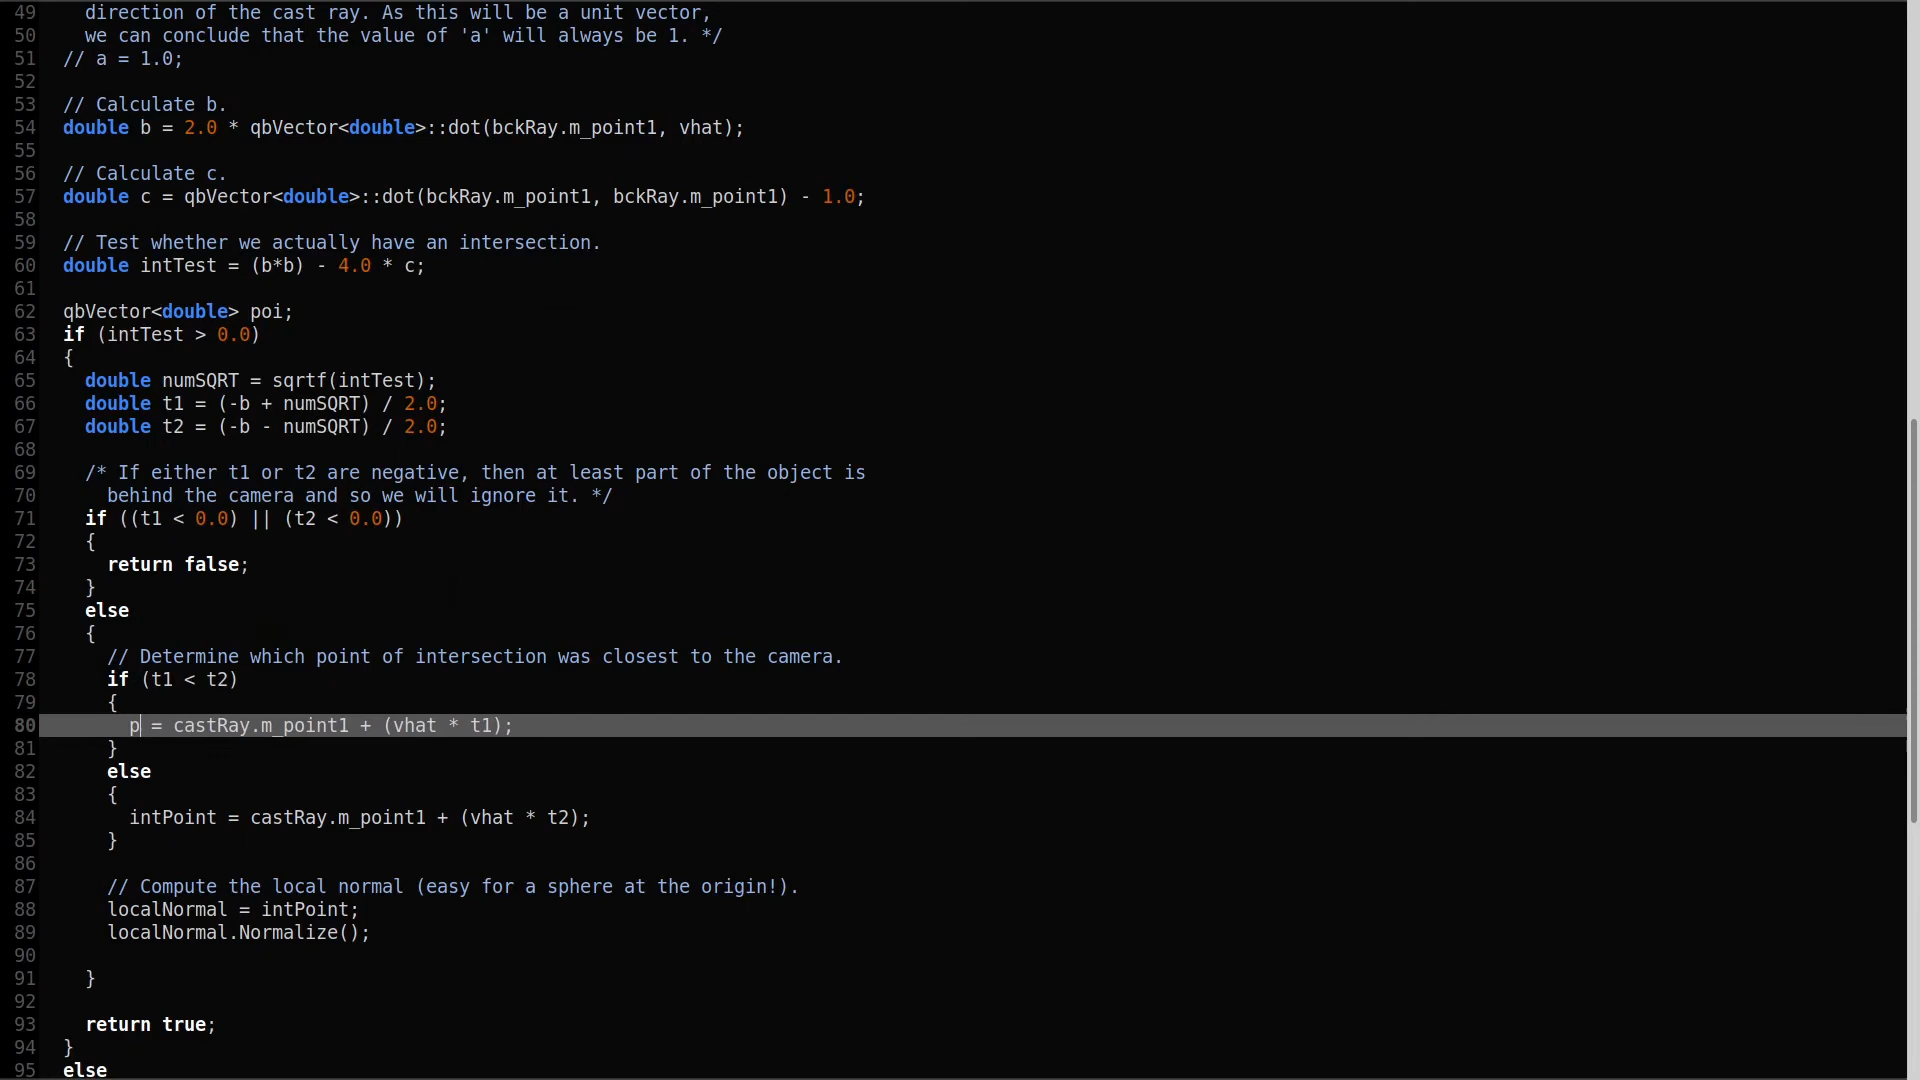 49 direction of the cast ray. As this will be a unit vector,
50 we can conclude that the value of 'a' will always be 1. */
51 // a = 1.0;
52
53 // Calculate b.
54 double b = 2.0 * qbVector<double>::dot(bckRay.m_point1, vhat);
55
56 // Calculate c.
57 double c = qbVector<double>::dot(bckRay.m_point1, bckRay.m_point1) - 1.0;
58
59 // Test whether we actually have an intersection.
60 double intTest = (b*b) - 4.0 * c;
61
62 qbVector<double> poi;
63 if (intTest > 0.0)
64 {
65 double numSQRT = sqrtf(intTest);
66 double t1 = (-b + numSQRT) / 2.0;
67 double t2 = (-b - numSQRT) / 2.0;
68
69 /* If either t1 or t2 are negative, then at least part of the object is
70 behind the camera and so we will ignore it. */
71 if ((t1 < 0.0) || (t2 < 0.0))
72 {
73 return false;
74 }
75 else
76 {
77 // Determine which point of intersection was closest to the camera.
78 if (t1 < t2)
79 {
80 p = castRay.m_point1 + (vhat * t1);
81 }
82 else
83 {
84 intPoint = castRay.m_point1 + (vhat * t2);
85 }
86
87 // Compute the local normal (easy for a sphere at the origin!).
88 localNormal = intPoint;
89 localNormal.Normalize();
90
91 }
92
93 return true;
94 }
95 else